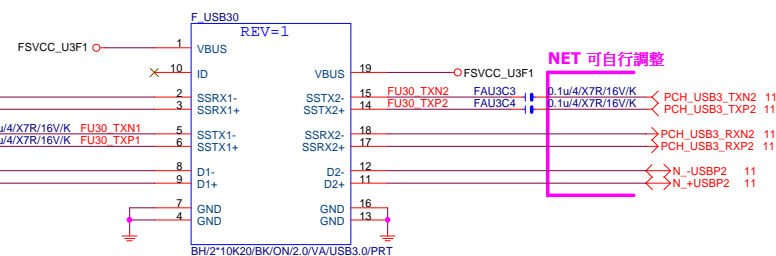 F_USB30
REV=1
FSVCC_U3F1
1
VBUS
10
ID
VBUS
19
FSVCC_U3F1
NET 可自行調整
2
SSRX1-
3
SSRX1+
SSTX2-
15
FU30_TXN2
FAU3C3
0.1u/4/X7R/16V/K
PCH_USB3_TXN2 11
SSTX2+
14
FU30_TXP2
FAU3C4
0.1u/4/X7R/16V/K
PCH_USB3_TXP2 11
u/4/X7R/16V/K FU30_TXN1
5
SSTX1-
u/4/X7R/16V/K FU30_TXP1
6
SSTX1+
SSRX2-
18
PCH_USB3_RXN2 11
SSRX2+
17
PCH_USB3_RXP2 11
8
D1-
9
D1+
D2-
12
N_-USBP2 11
D2+
11
N_+USBP2 11
7
GND
4
GND
GND
16
GND
13
BH/2*10K20/BK/ON/2.0/VA/USB3.0/PRT